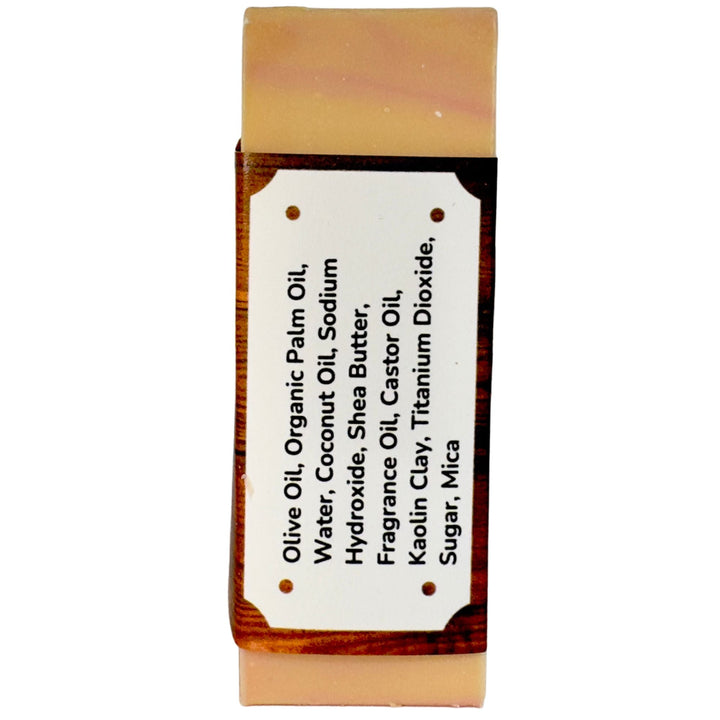 Olive Oil, Organic Palm Oil,
Water, Coconut Oil, Sodium
Hydroxide, Shea Butter,
Fragrance Oil, Castor Oil,
Kaolin Clay, Titanium Dioxide,
Sugar, Mica